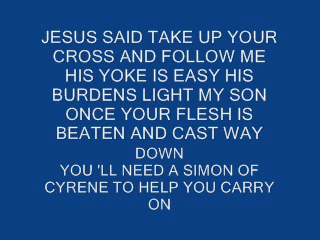 JESUS SAID TAKE UP YOUR
CROSS AND FOLLOW ME
HIS YOKE IS EASY HIS
BURDENS LIGHT MY SON
ONCE YOUR FLESH IS
BEATEN AND CAST WAY
DOWN
YOU 'LL NEED A SIMON OF
CYRENE TO HELP YOU CARRY
ON